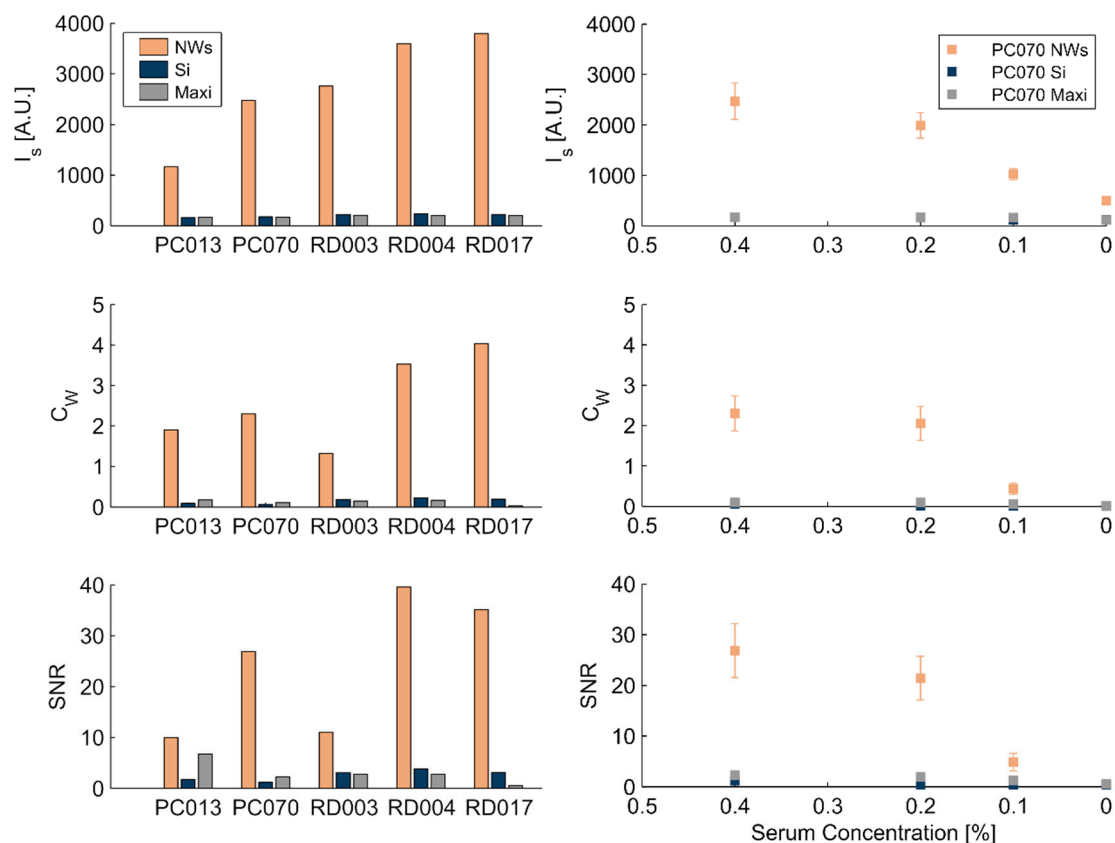 4000
3000
2000
1000
0
I_s [A.U.]
NWs
Si
Maxi
PC013 PC070 RD003 RD004 RD017
4000
3000
2000
1000
0
I_s [A.U.]
PC070 NWs
PC070 Si
PC070 Maxi
0.5 0.4 0.3 0.2 0.1 0
5
4
3
2
1
0
C_W
PC013 PC070 RD003 RD004 RD017
5
4
3
2
1
0
C_W
0.5 0.4 0.3 0.2 0.1 0
40
30
20
10
0
SNR
PC013 PC070 RD003 RD004 RD017
40
30
20
10
0
SNR
0.5 0.4 0.3 0.2 0.1 0
Serum Concentration [%]